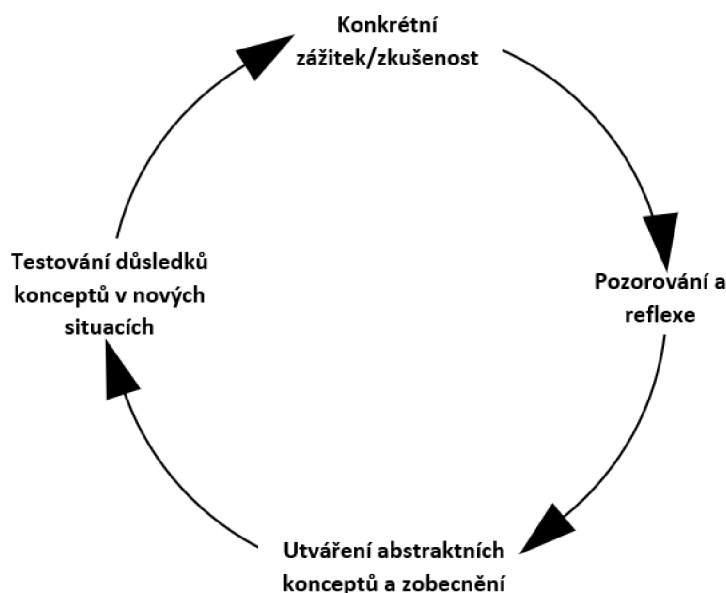 Konkrétní
zážitek/zkušenost
Pozorování a
reflexe
Utváření abstraktních
konceptů a zobecnění
Testování důsledků
konceptů v nových
situacích